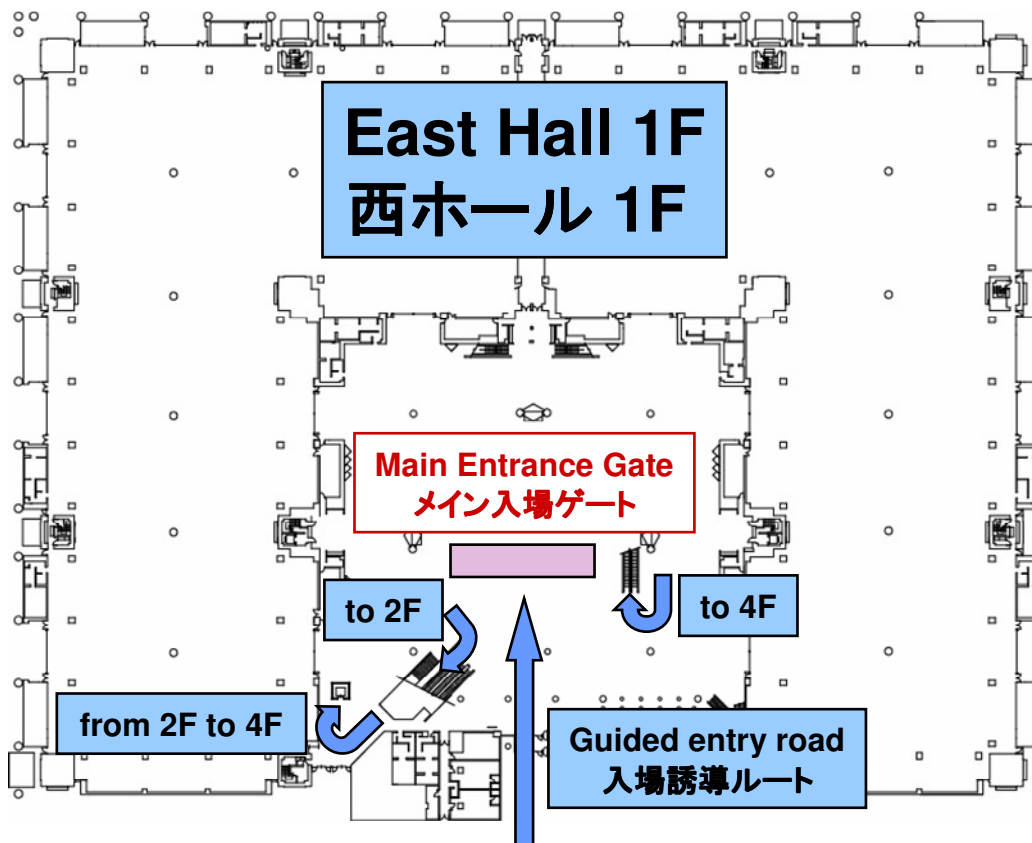 East Hall 1F
西ホール 1F
Main Entrance Gate
メイン入場ゲート
to 2F
to 4F
from 2F to 4F
Guided entry road
入場誘導ルート